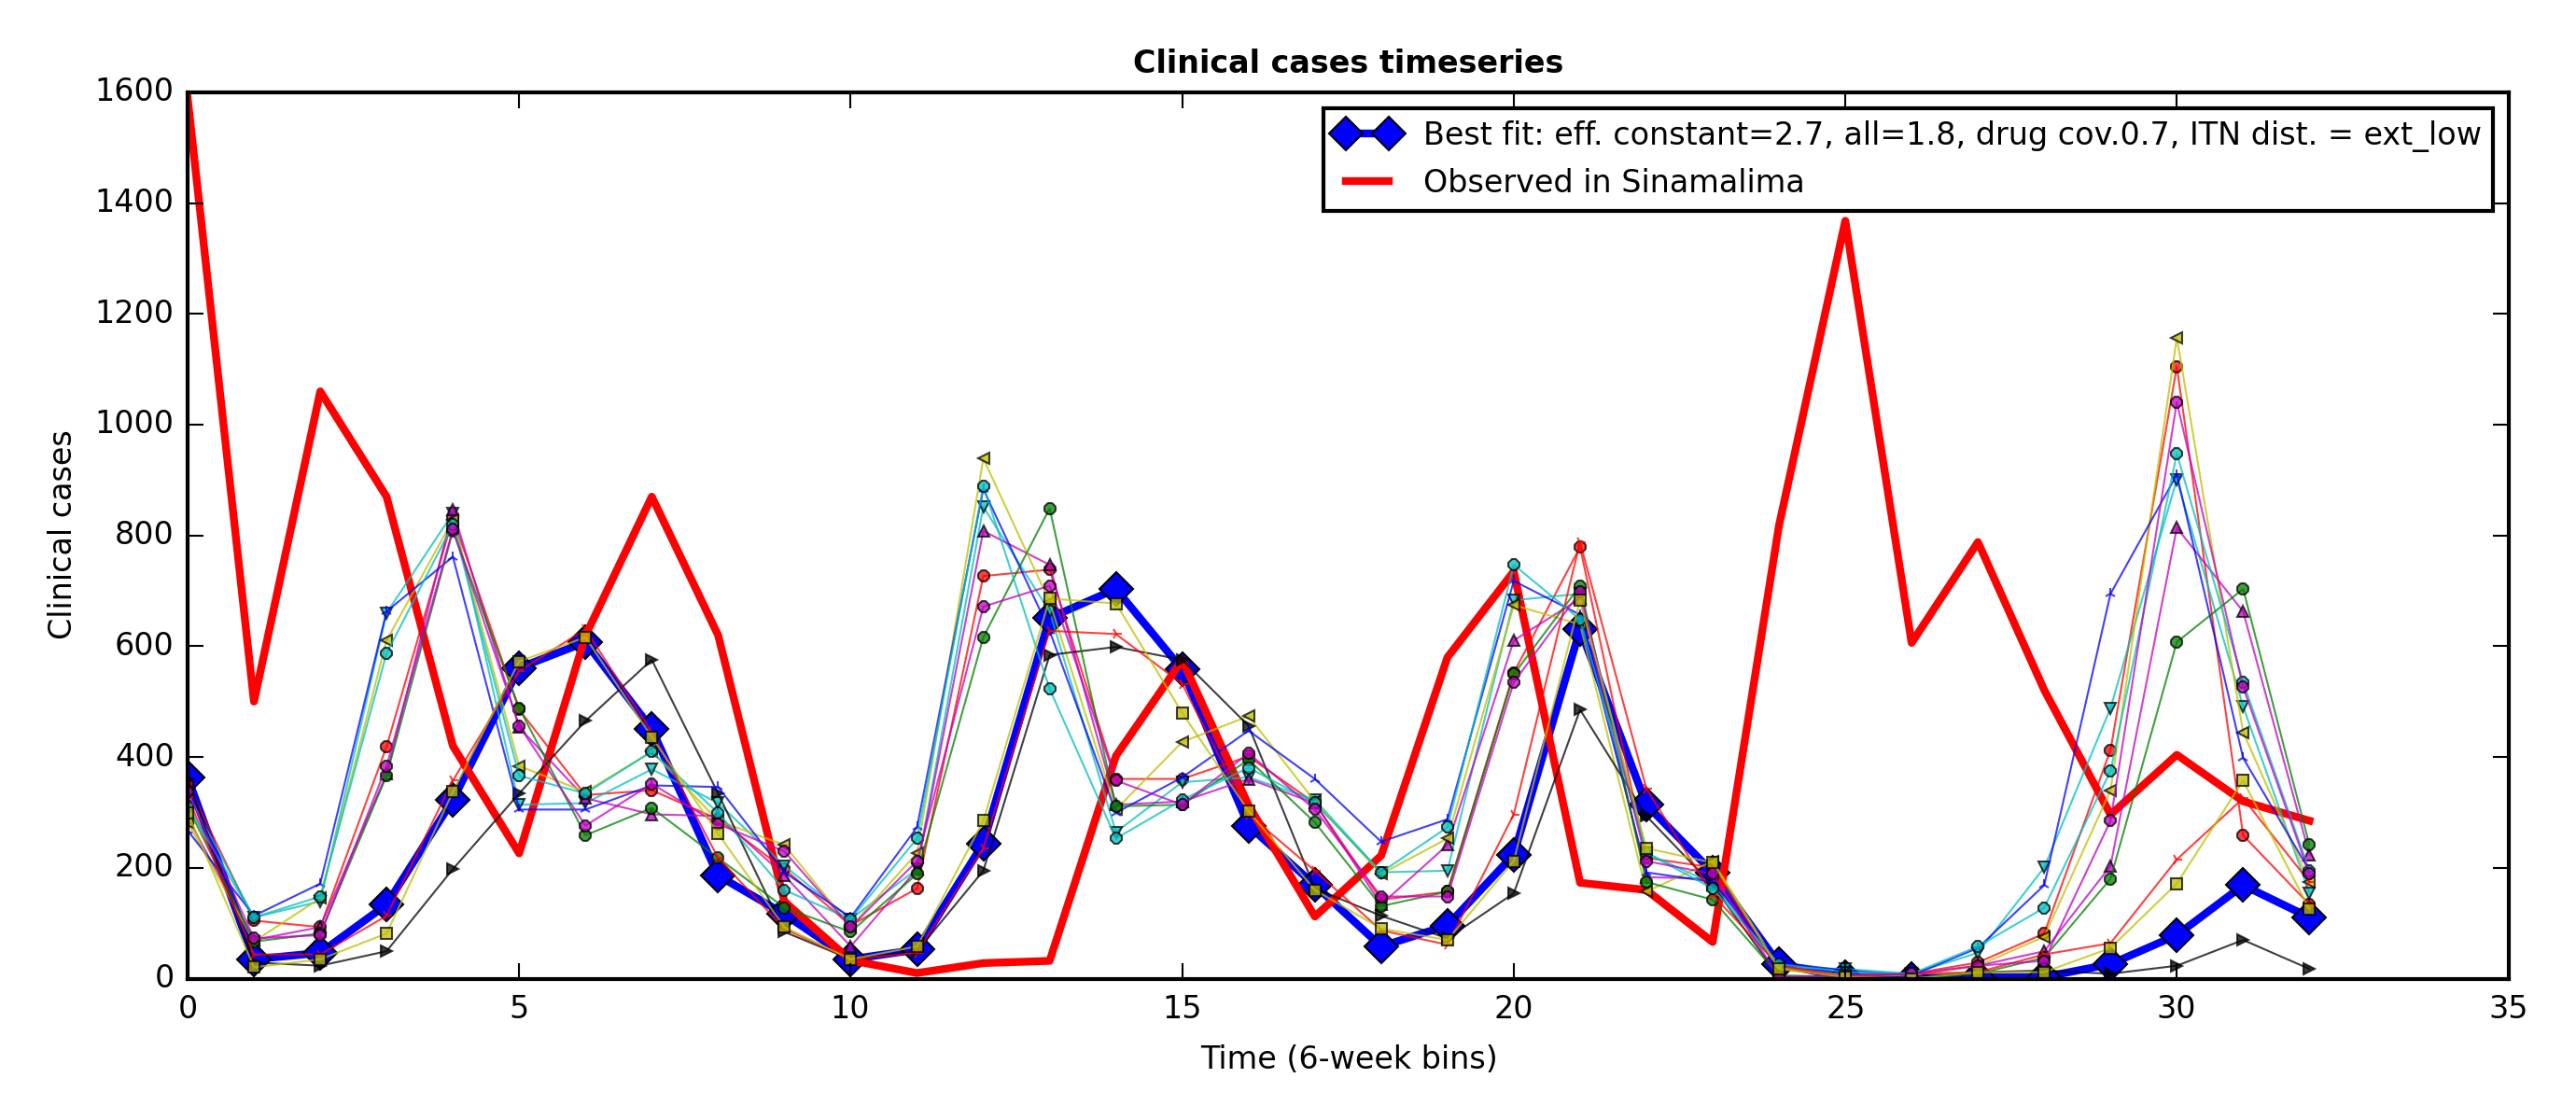 Clinical cases timeseries
1600
1400
1200
1000
800
600
400
200
0
Clinical cases
Best fit: eff. constant=2.7, all=1.8, drug cov.0.7, ITN dist. = ext_low
Observed in Sinamalima
0 5 10 15 20 25 30 35
Time (6-week bins)